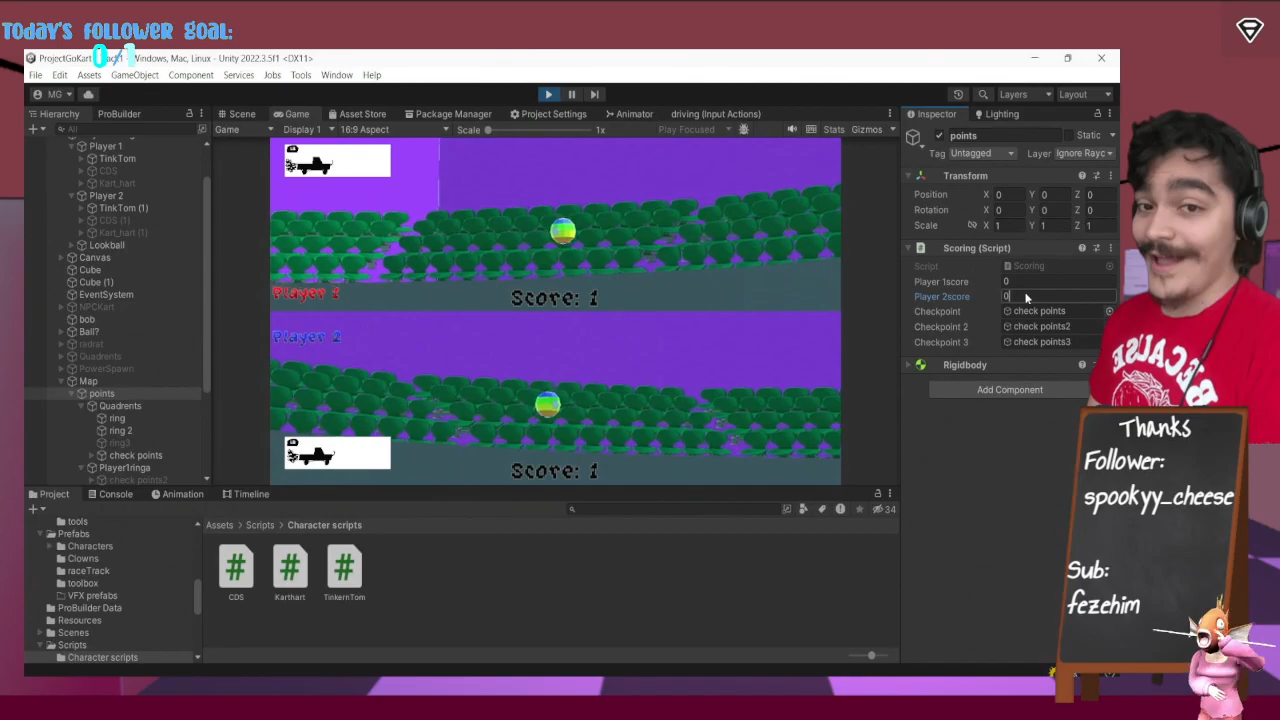 Today's follower goal:
0/1
ProjectGoKart
Windows, Mac, Linux - Unity 2022.3.5f1 <DX11>
File Edit Assets GameObject Component Services Jobs Tools Window Help
MG
Layers
Layout
Hierarchy
ProBuilder
All
Player 1
TinkTom
CDS
Kart_hart
Player 2
TinkTom (1)
CDS (1)
Kart_hart (1)
Lookball
Canvas
Cube
Cube (1)
EventSystem
NPCKart
bob
Ball?
radrat
Quadrents
PowerSpawn
Map
points
Quadrents
ring
ring 2
ring3
check points
Player1ringa
check points2
Scene
Game
Asset Store
Package Manager
Project Settings
Animator
driving (Input Actions)
Game
Display 1
16:9 Aspect
Scale
1x
Play Focused
Stats
Gizmos
Player 1
Score: 1
Player 2
Score: 1
Inspector
Lighting
points
Static
Tag Untagged
Layer Ignore Rayc
Transform
Position X 0 Y 0 Z 0
Rotation X 0 Y 0 Z 0
Scale X 1 Y 1 Z 1
Scoring (Script)
Script Scoring
Player 1score 0
Player 2score 0
Checkpoint check points
Checkpoint 2 check points2
Checkpoint 3 check points3
Rigidbody
Add Component
Project
Console
Animation
Timeline
34
tools
Prefabs
Characters
Clowns
raceTrack
toolbox
VFX prefabs
ProBuilder Data
Resources
Scenes
Scripts
Character scripts
Assets > Scripts > Character scripts
CDS
Karthart
TinkernTom
BECAUSE
Thanks
Follower:
spookyy_cheese
Sub:
fezehim